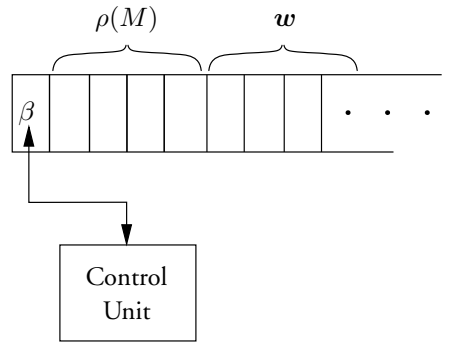 ρ(M) w
β . . .
Control
Unit